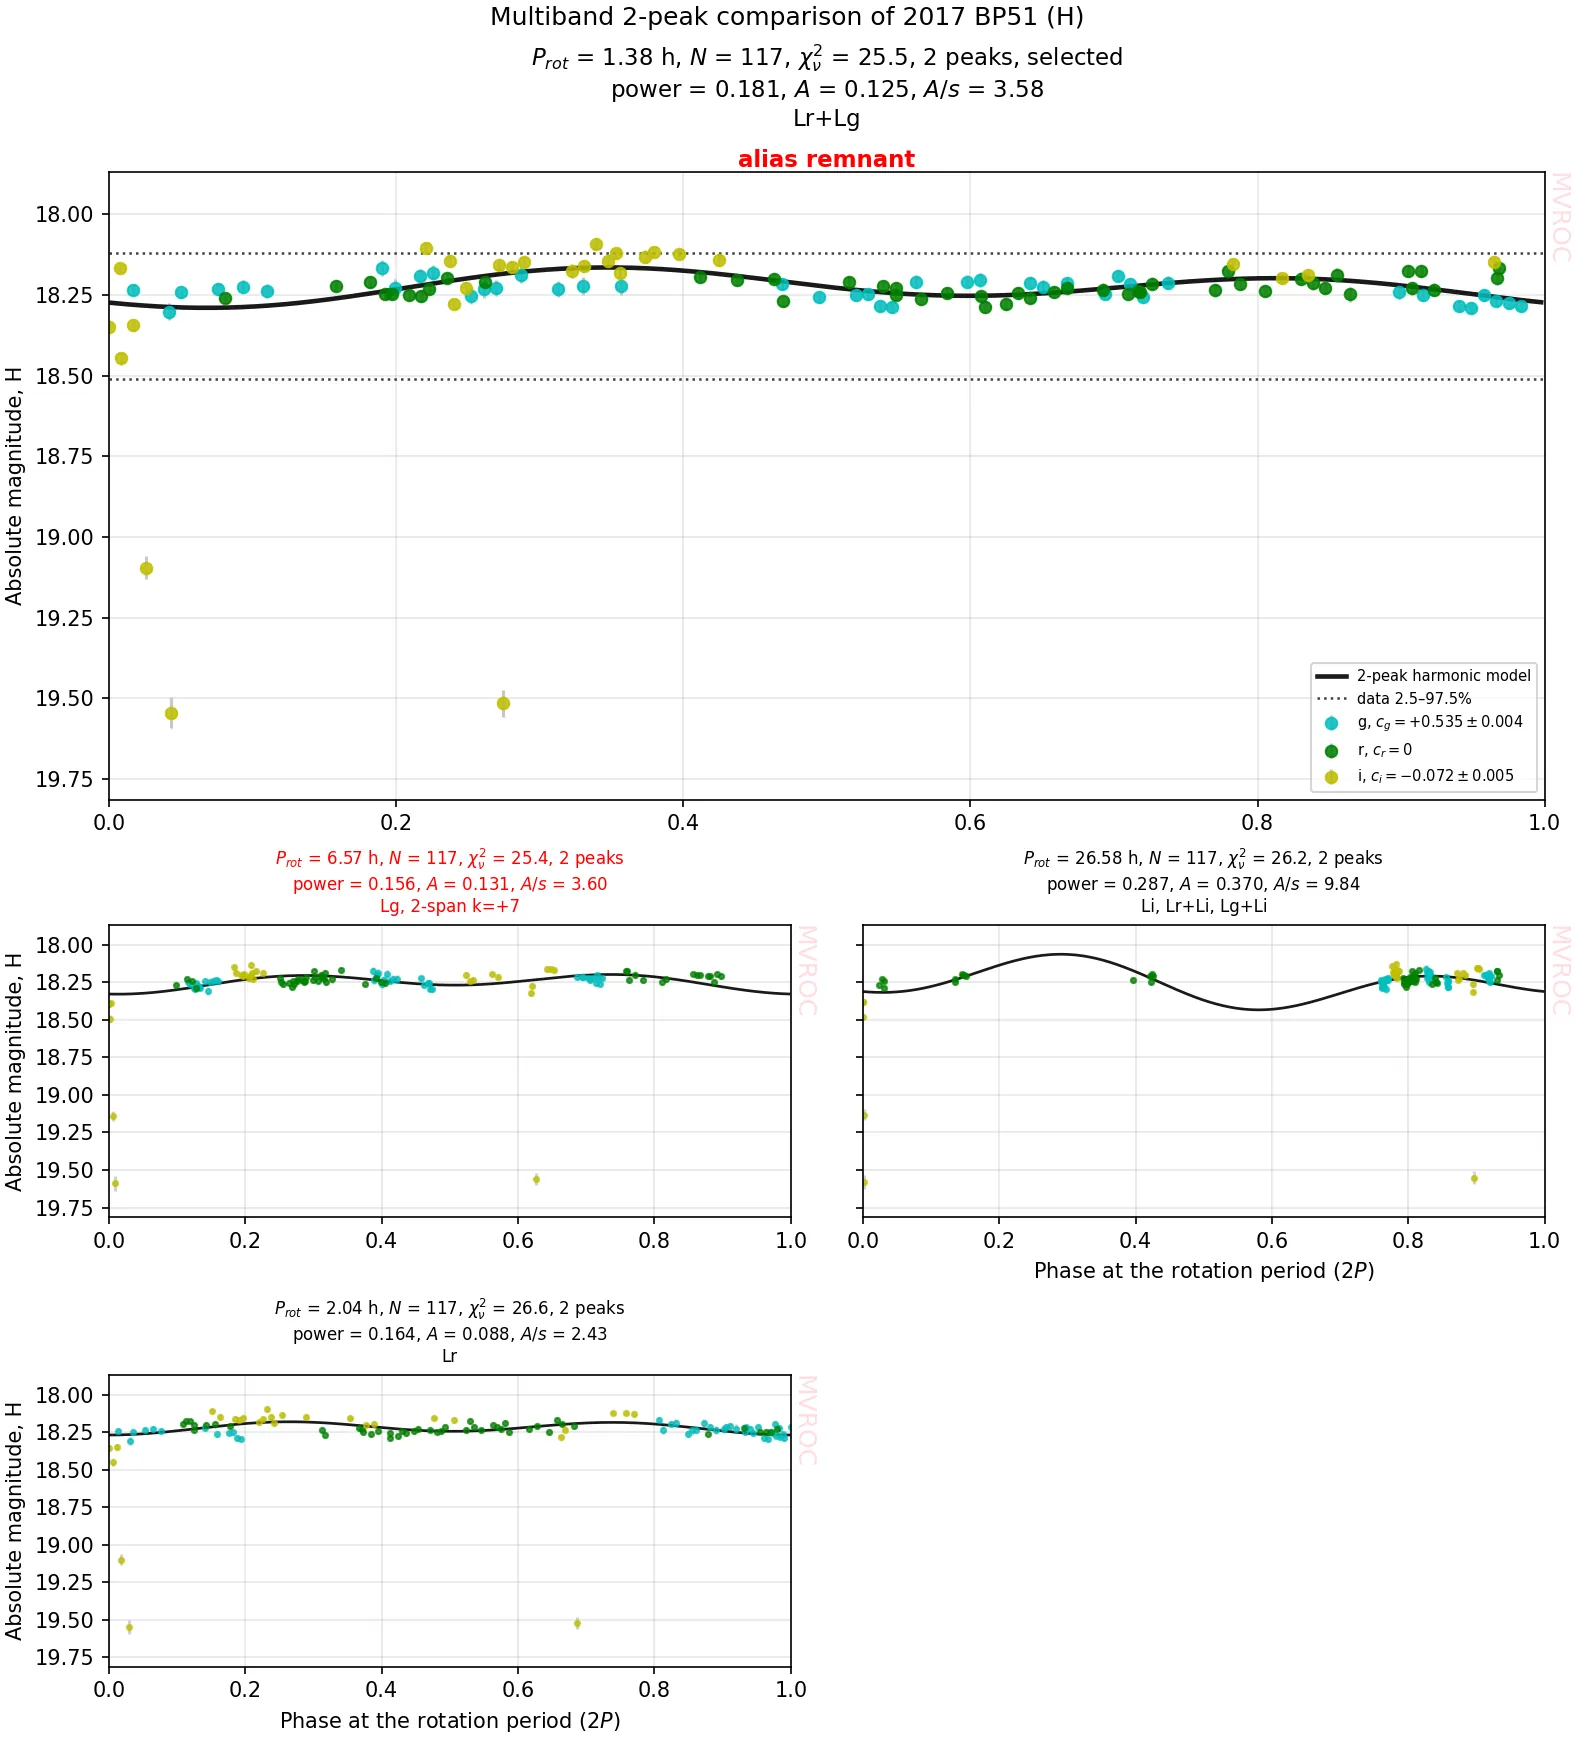 Multiband 2-peak comparison of 2017 BP51 (H)
P_rot = 1.38 h, N = 117, χ²_ν = 25.5, 2 peaks, selected
power = 0.181, A = 0.125, A/s = 3.58
Lr+Lg
alias remnant
MVROC
18.00
18.25
18.50
18.75
19.00
19.25
19.50
19.75
Absolute magnitude, H
2-peak harmonic model
data 2.5–97.5%
g, c_g = +0.535 ± 0.004
r, c_r = 0
i, c_i = −0.072 ± 0.005
0.0 0.2 0.4 0.6 0.8 1.0
P_rot = 6.57 h, N = 117, χ²_ν = 25.4, 2 peaks
power = 0.156, A = 0.131, A/s = 3.60
Lg, 2-span k=+7
MVROC
18.00
18.25
18.50
18.75
19.00
19.25
19.50
19.75
Absolute magnitude, H
0.0 0.2 0.4 0.6 0.8 1.0
P_rot = 26.58 h, N = 117, χ²_ν = 26.2, 2 peaks
power = 0.287, A = 0.370, A/s = 9.84
Li, Lr+Li, Lg+Li
MVROC
0.0 0.2 0.4 0.6 0.8 1.0
Phase at the rotation period (2P)
P_rot = 2.04 h, N = 117, χ²_ν = 26.6, 2 peaks
power = 0.164, A = 0.088, A/s = 2.43
Lr
MVROC
18.00
18.25
18.50
18.75
19.00
19.25
19.50
19.75
Absolute magnitude, H
0.0 0.2 0.4 0.6 0.8 1.0
Phase at the rotation period (2P)